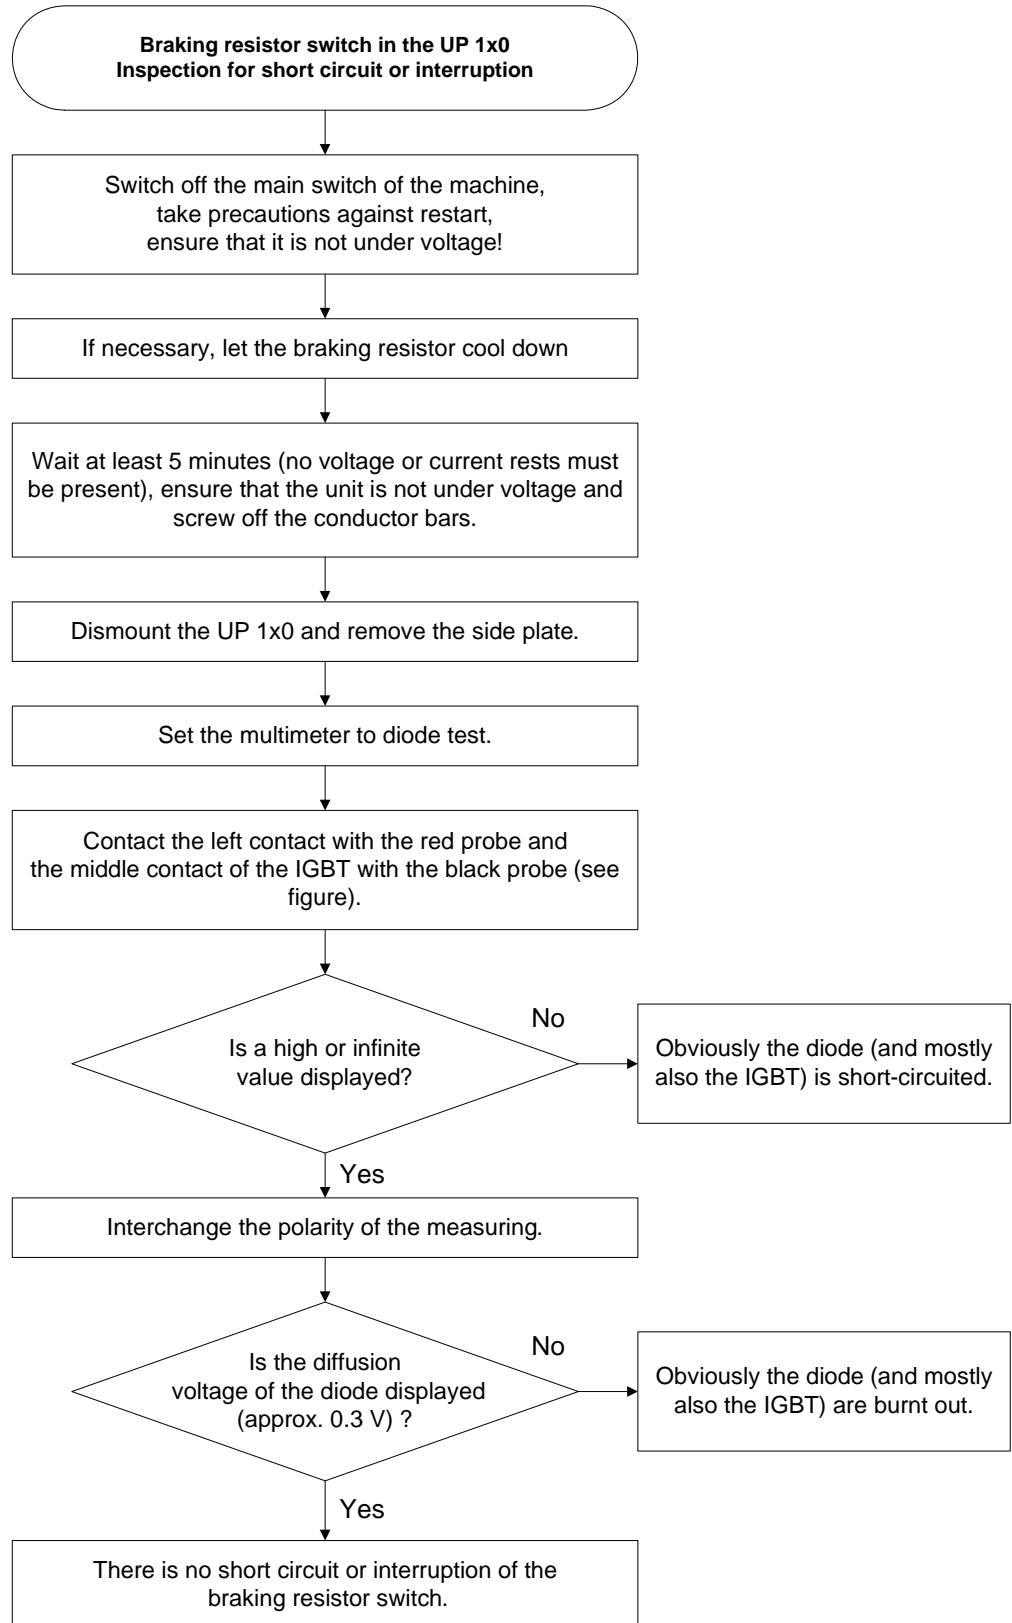 Braking resistor switch in the UP 1x0
Inspection for short circuit or interruption
Switch off the main switch of the machine,
take precautions against restart,
ensure that it is not under voltage!
If necessary, let the braking resistor cool down
Wait at least 5 minutes (no voltage or current rests must
be present), ensure that the unit is not under voltage and
screw off the conductor bars.
Dismount the UP 1x0 and remove the side plate.
Set the multimeter to diode test.
Contact the left contact with the red probe and
the middle contact of the IGBT with the black probe (see
figure).
Is a high or infinite
value displayed?
No
Obviously the diode (and mostly
also the IGBT) is short-circuited.
Yes
Interchange the polarity of the measuring.
Is the diffusion
voltage of the diode displayed
(approx. 0.3 V) ?
No
Obviously the diode (and mostly
also the IGBT) are burnt out.
Yes
There is no short circuit or interruption of the
braking resistor switch.